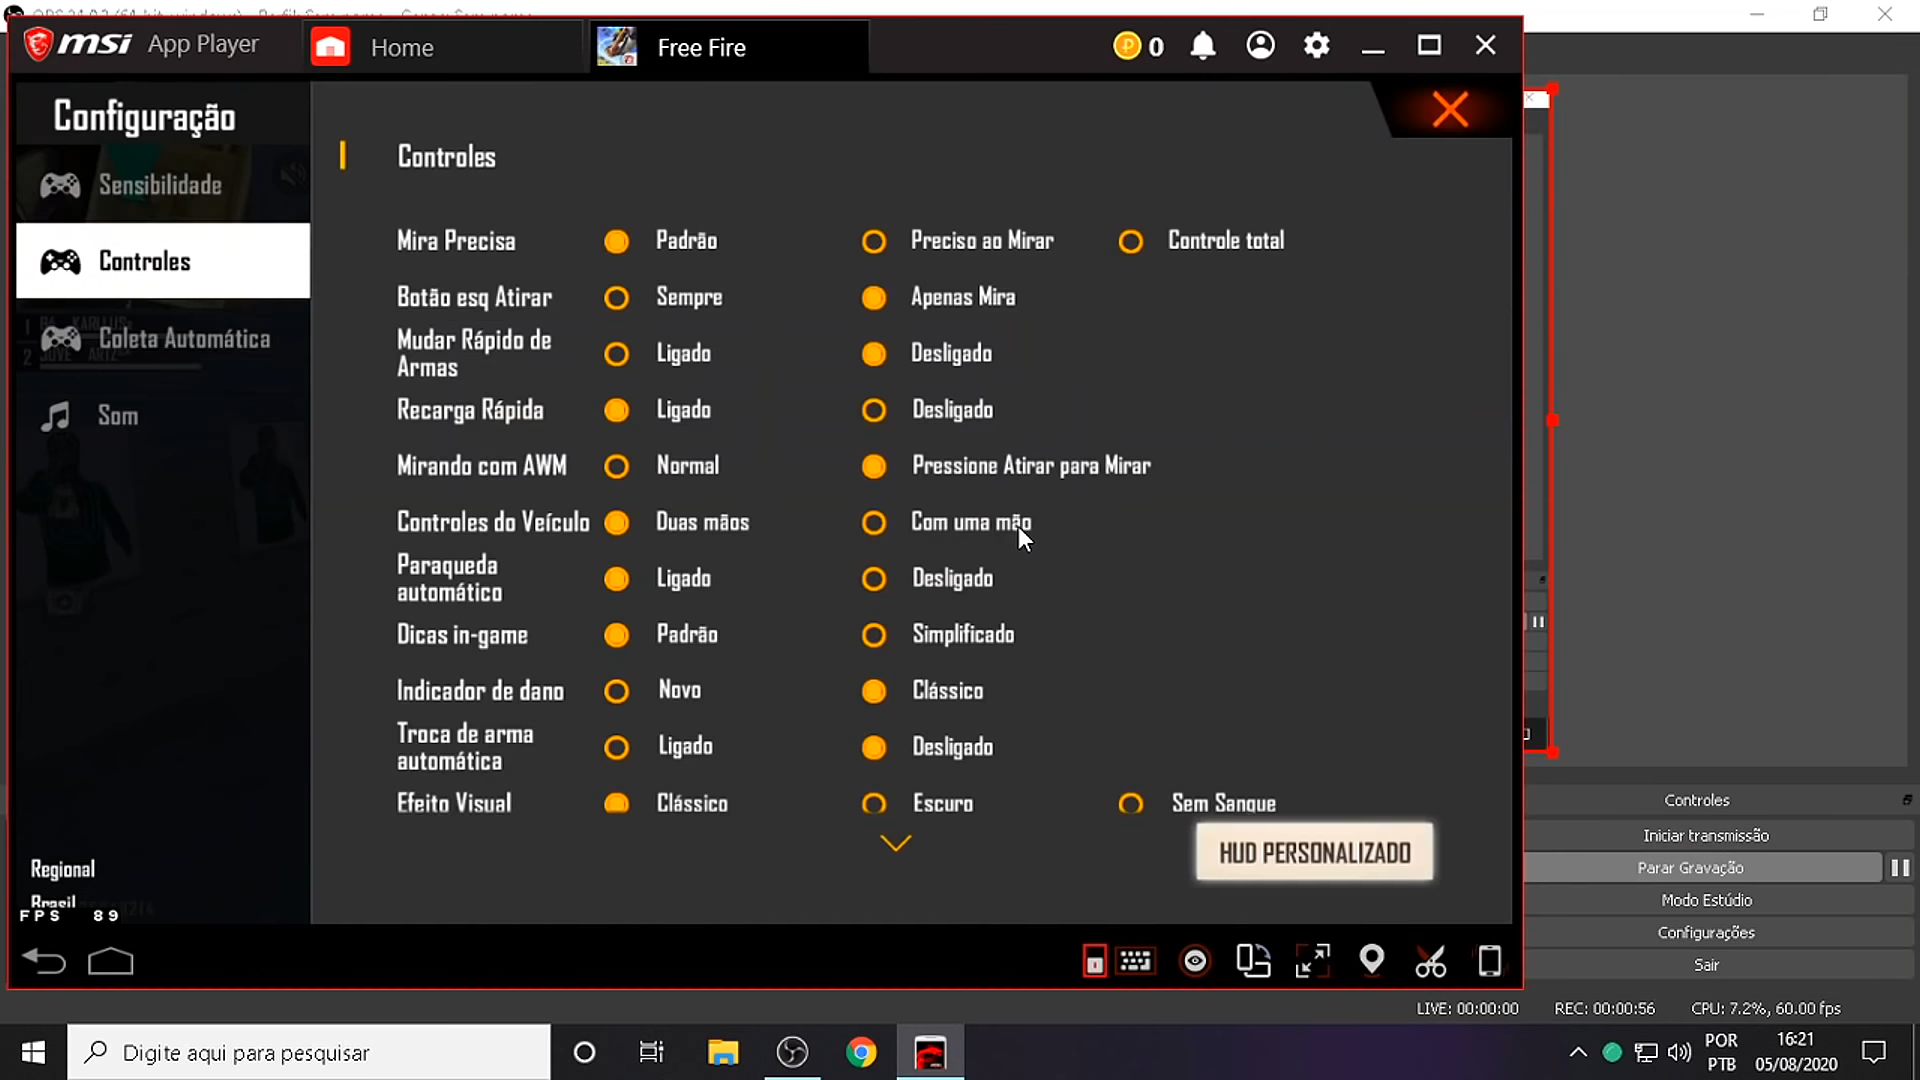 msi App Player
Home
Free Fire
0
Configuração
Sensibilidade
Controles
Coleta Automática
Som
Regional
Brasil
FPS 89
Controles
Mira Precisa Padrão Preciso ao Mirar Controle total
Botão esq Atirar Sempre Apenas Mira
Mudar Rápido de
Armas Ligado Desligado
Recarga Rápida Ligado Desligado
Mirando com AWM Normal Pressione Atirar para Mirar
Controles do Veículo Duas mãos Com uma mão
Paraqueda
automático Ligado Desligado
Dicas in-game Padrão Simplificado
Indicador de dano Novo Clássico
Troca de arma
automática Ligado Desligado
Efeito Visual Clássico Escuro Sem Sangue
HUD PERSONALIZADO
Controles
Iniciar transmissão
Parar Gravação
Modo Estúdio
Configurações
Sair
LIVE: 00:00:00 REC: 00:00:56 CPU: 7.2%, 60.00 fps
Digite aqui para pesquisar
POR
PTB
16:21
05/08/2020